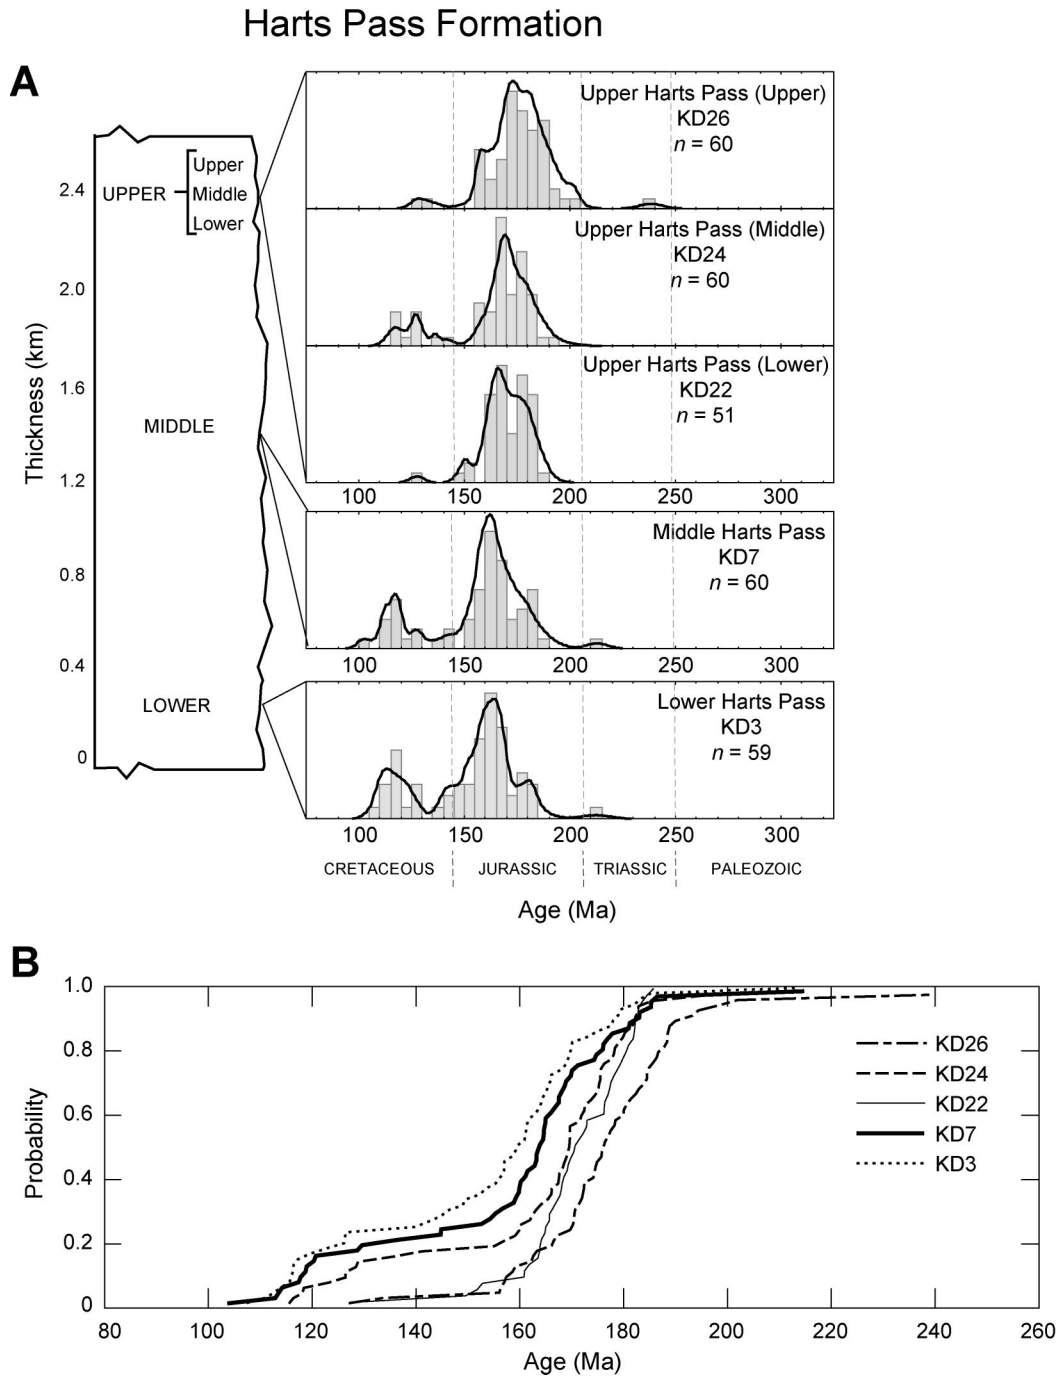 Harts Pass Formation
A
Upper Harts Pass (Upper)
KD26
n = 60
Upper Harts Pass (Middle)
KD24
n = 60
Upper Harts Pass (Lower)
KD22
n = 51
100 150 200 250 300
Middle Harts Pass
KD7
n = 60
100 150 200 250 300
Lower Harts Pass
KD3
n = 59
100 150 200 250 300
CRETACEOUS JURASSIC TRIASSIC PALEOZOIC
Age (Ma)
Thickness (km)
2.4
2.0
1.6
1.2
0.8
0.4
0
UPPER
Upper
Middle
Lower
MIDDLE
LOWER
B
Probability
1.0
0.8
0.6
0.4
0.2
0
KD26
KD24
KD22
KD7
KD3
80 100 120 140 160 180 200 220 240 260
Age (Ma)